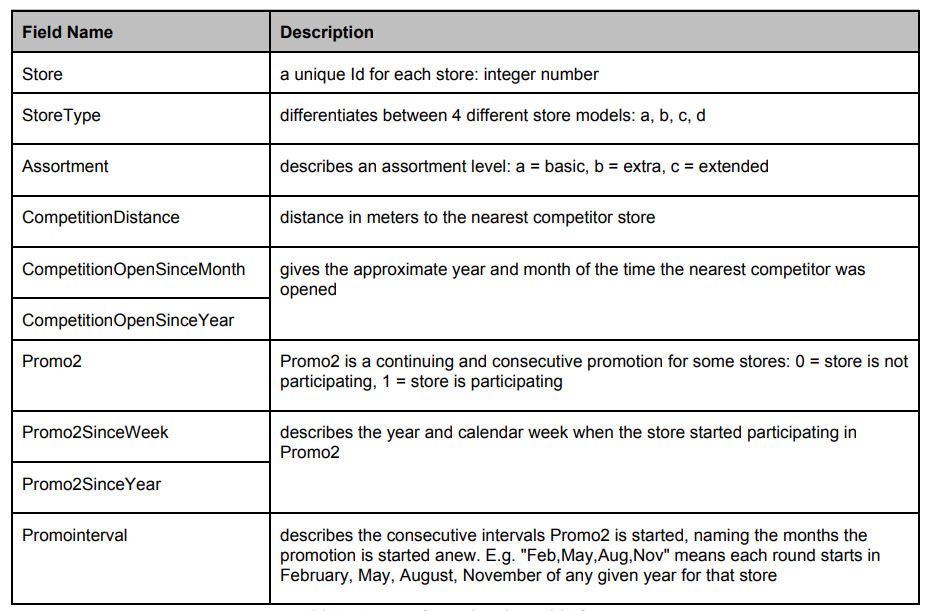 Field Name Description
Store a unique Id for each store: integer number
StoreType differentiates between 4 different store models: a, b, c, d
Assortment describes an assortment level: a = basic, b = extra, c = extended
CompetitionDistance distance in meters to the nearest competitor store
CompetitionOpenSinceMonth gives the approximate year and month of the time the nearest competitor was
opened
CompetitionOpenSinceYear
Promo2 Promo2 is a continuing and consecutive promotion for some stores: 0 = store is not
participating, 1 = store is participating
Promo2SinceWeek describes the year and calendar week when the store started participating in
Promo2
Promo2SinceYear
Promointerval describes the consecutive intervals Promo2 is started, naming the months the
promotion is started anew. E.g. "Feb,May,Aug,Nov" means each round starts in
February, May, August, November of any given year for that store